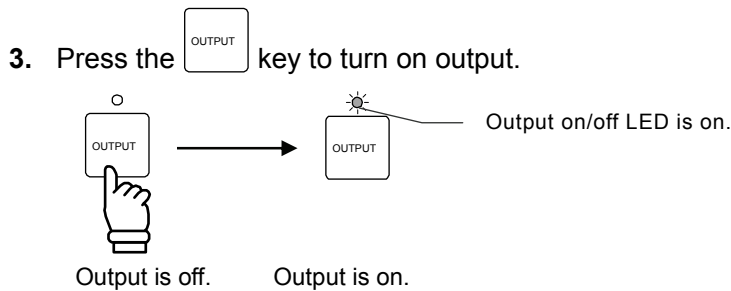 3. Press the OUTPUT key to turn on output.
Output on/off LED is on.
OUTPUT OUTPUT
Output is off. Output is on.